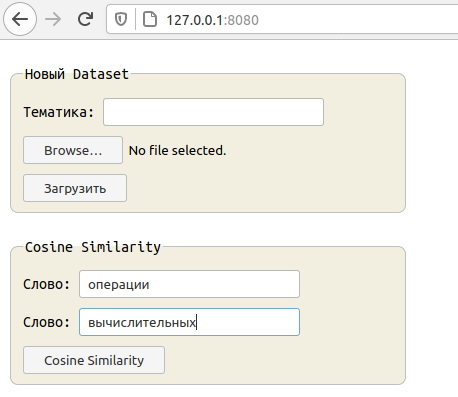 127.0.0.1:8080
Новый Dataset
Тематика:
Browse... No file selected.
Загрузить
Cosine Similarity
Слово: операции
Слово: вычислительных
Cosine Similarity